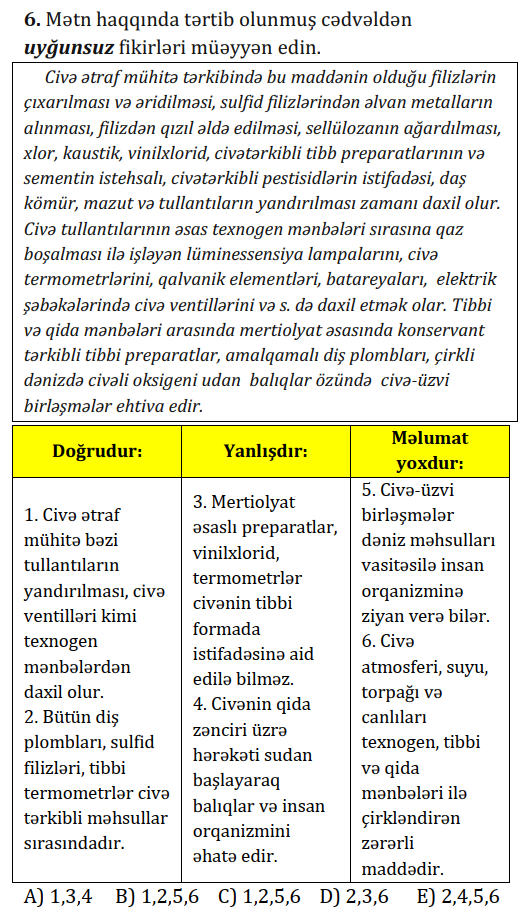 6. Mətn haqqında tərtib olunmuş cədvəldən
uyğunsuz fikirləri müəyyən edin.
Civə ətraf mühitə tərkibində bu maddənin olduğu filizlərin
çıxarılması və əridilməsi, sulfid filizlərindən əlvan metalların
alınması, filizdən qızıl əldə edilməsi, sellülozanın ağardılması,
xlor, kaustik, vinilxlorid, civətərkibli tibb preparatlarının və
sementin istehsalı, civətərkibli pestisidlərin istifadəsi, daş
kömür, mazut və tullantıların yandırılması zamanı daxil olur.
Civə tullantılarının əsas texnogen mənbələri sırasına qaz
boşalması ilə işləyən lüminessensiya lampalarını, civə
termometrlərini, qalvanik elementləri, batareyaları, elektrik
şəbəkələrində civə ventillərini və s. də daxil etmək olar. Tibbi
və qida mənbələri arasında mertiolyat əsasında konservant
tərkibli tibbi preparatlar, amalqamalı diş plombları, çirkli
dənizdə civəli oksigeni udan balıqlar özündə civə-üzvi
birləşmələr ehtiva edir.
Doğrudur:
1. Civə ətraf
mühitə bəzi
tullantıların
yandırılması, civə
ventilləri kimi
texnogen
mənbələrdən
daxil olur.
2. Bütün diş
plombları, sulfid
filizləri, tibbi
termometrlər civə
tərkibli məhsullar
sırasındadır.
Yanlışdır:
3. Mertiolyat
əsaslı preparatlar,
vinilxlorid,
termometrlər
civənin tibbi
formada
istifadəsinə aid
edilə bilməz.
4. Civənin qida
zənciri üzrə
hərəkəti sudan
başlayaraq
balıqlar və insan
orqanizmini
əhatə edir.
Məlumat
yoxdur:
5. Civə-üzvi
birləşmələr
dəniz məhsulları
vasitəsilə insan
orqanizminə
ziyan verə bilər.
6. Civə
atmosferi, suyu,
torpağı və
canlıları
texnogen, tibbi
və qida
mənbələri ilə
çirkləndirən
zərərli
maddədir.
A) 1,3,4 B) 1,2,5,6 C) 1,2,5,6 D) 2,3,6 E) 2,4,5,6